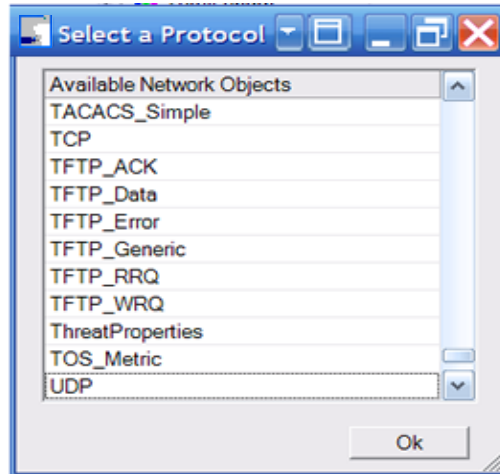 Select a Protocol
Available Network Objects
TACACS_Simple
TCP
TFTP_ACK
TFTP_Data
TFTP_Error
TFTP_Generic
TFTP_RRQ
TFTP_WRQ
ThreatProperties
TOS_Metric
UDP
Ok